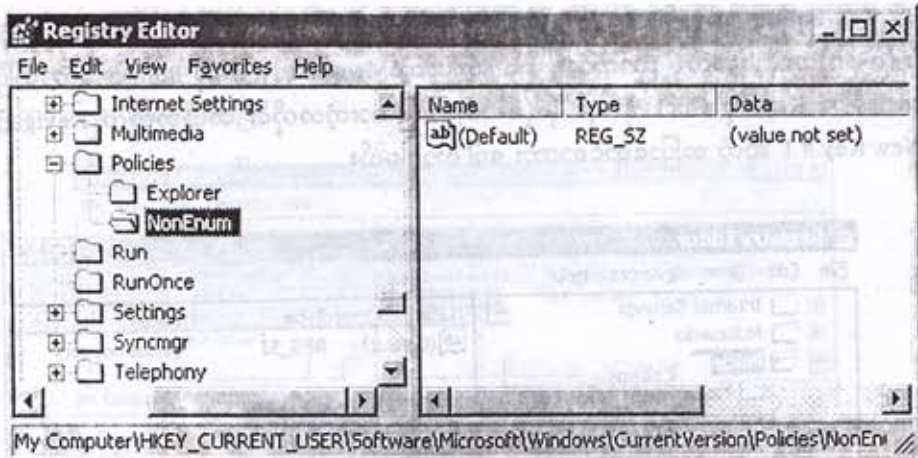 Registry Editor
File Edit View Favorites Help
Internet Settings
Multimedia
Policies
Explorer
NonEnum
Run
RunOnce
Settings
Syncmgr
Telephony
Name Type Data
(Default) REG_SZ (value not set)
My Computer\HKEY_CURRENT_USER\Software\Microsoft\Windows\CurrentVersion\Policies\NonEn